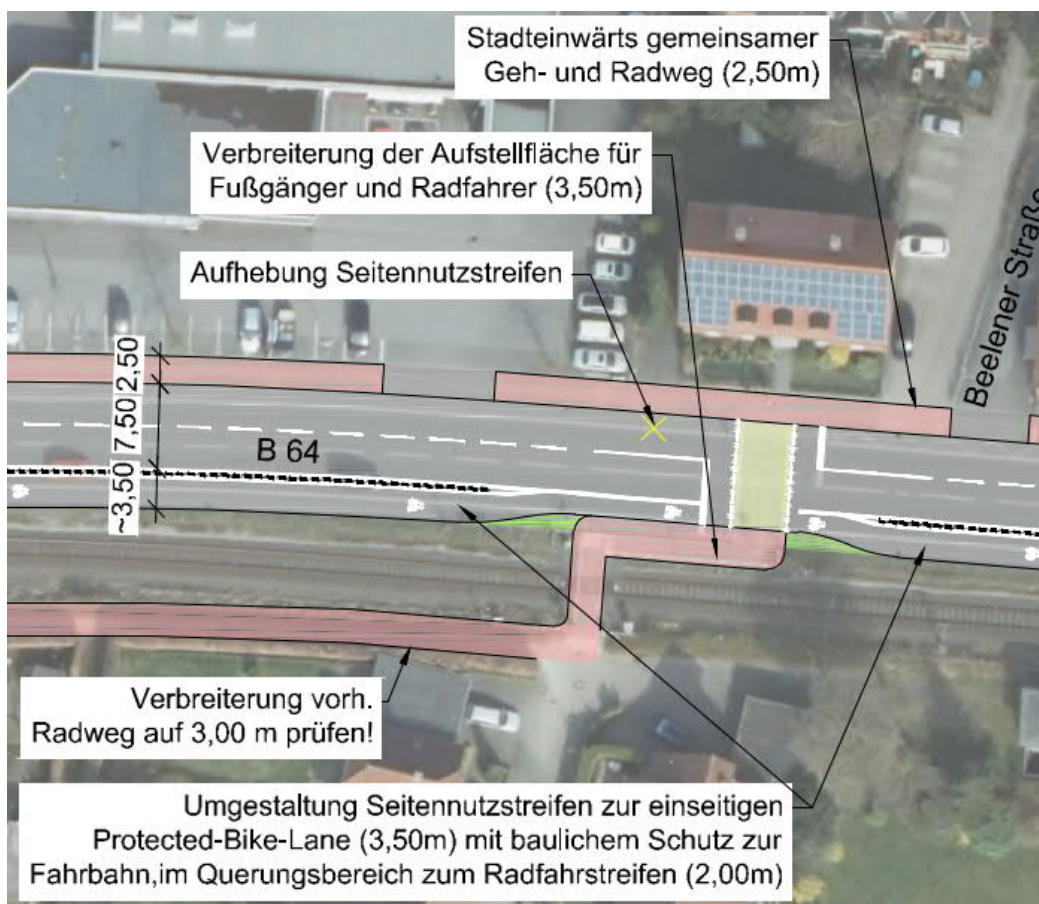 Stadteinwärts gemeinsamer
Geh- und Radweg (2,50m)
Verbreiterung der Aufstellfläche für
Fußgänger und Radfahrer (3,50m)
Aufhebung Seitennutzstreifen
Beelener Straße
2,50
7,50
~3,50
B 64
Verbreiterung vorh.
Radweg auf 3,00 m prüfen!
Umgestaltung Seitennutzstreifen zur einseitigen
Protected-Bike-Lane (3,50m) mit baulichem Schutz zur
Fahrbahn,im Querungsbereich zum Radfahrstreifen (2,00m)